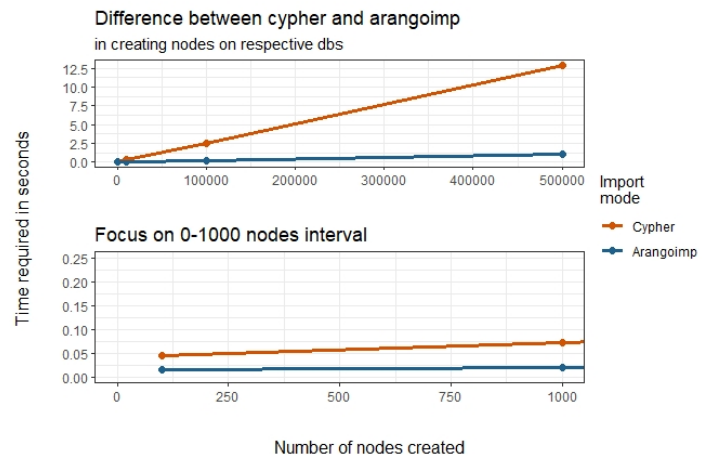 Difference between cypher and arangoimp
in creating nodes on respective dbs
12.5
10.0
7.5
5.0
2.5
0.0
0 100000 200000 300000 400000 500000
Focus on 0-1000 nodes interval
0.25
0.20
0.15
0.10
0.05
0.00
0 250 500 750 1000
Time required in seconds
Number of nodes created
Import
mode
Cypher
Arangoimp